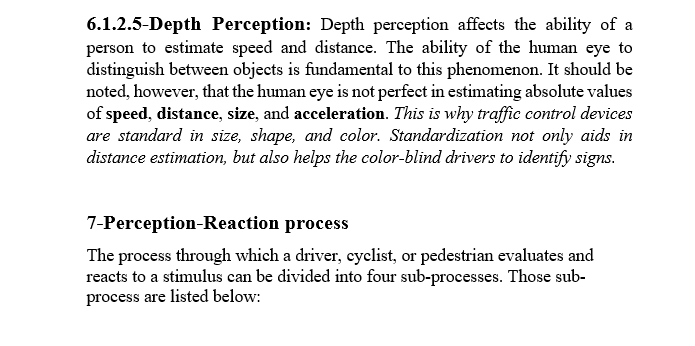 6.1.2.5-Depth Perception: Depth perception affects the ability of a
person to estimate speed and distance. The ability of the human eye to
distinguish between objects is fundamental to this phenomenon. It should be
noted, however, that the human eye is not perfect in estimating absolute values
of speed, distance, size, and acceleration. This is why traffic control devices
are standard in size, shape, and color. Standardization not only aids in
distance estimation, but also helps the color-blind drivers to identify signs.
7-Perception-Reaction process
The process through which a driver, cyclist, or pedestrian evaluates and
reacts to a stimulus can be divided into four sub-processes. Those sub-
process are listed below: